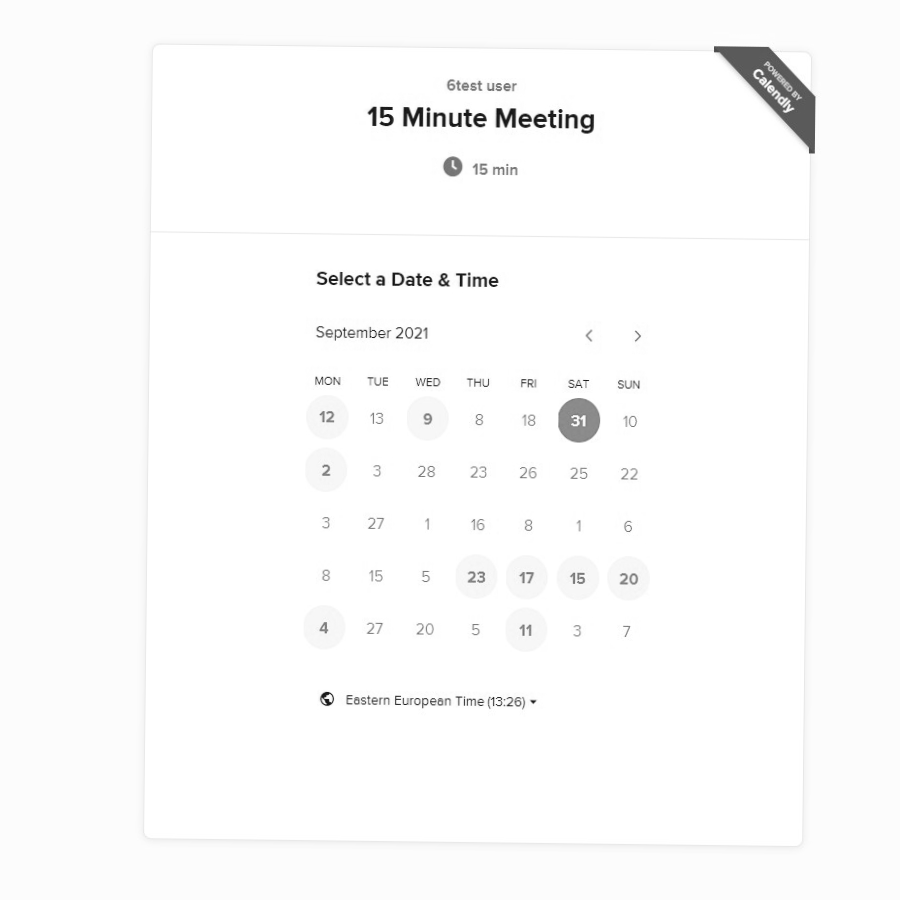 6test user
15 Minute Meeting
POWERED BY
Calendly
15 min
Select a Date & Time
September 2021
MON TUE WED THU FRI SAT SUN
12 13 9 8 18 31 10
2 3 28 23 26 25 22
3 27 1 16 8 1 6
8 15 5 23 17 15 20
4 27 20 5 11 3 7
Eastern European Time (13:26)